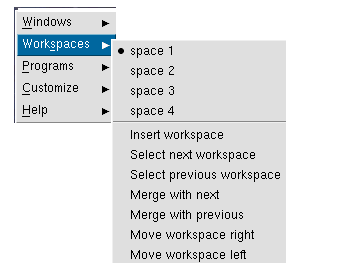 Windows
Workspaces
Programs
Customize
Help
space 1
space 2
space 3
space 4
Insert workspace
Select next workspace
Select previous workspace
Merge with next
Merge with previous
Move workspace right
Move workspace left